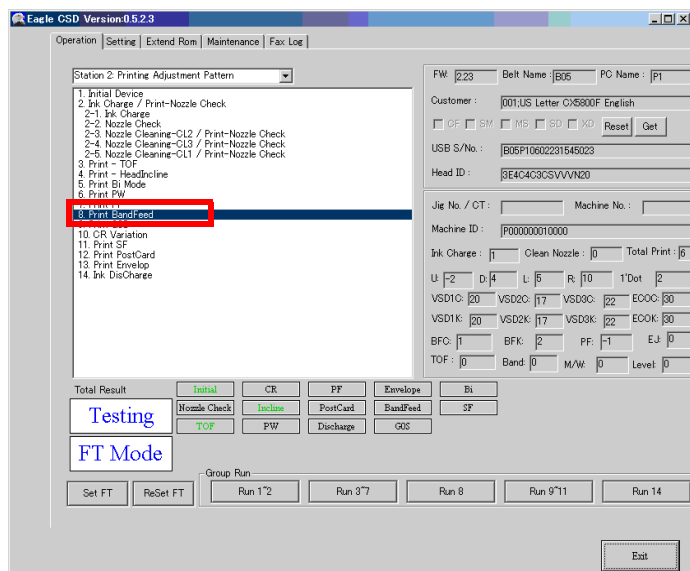 Eagle CSD Version:0.5.2.3
Operation Setting Extend Rom Maintenance Fax Log
Station 2: Printing Adjustment Pattern
1. Initial Device
2. Ink Charge / Print-Nozzle Check
2-1. Ink Charge
2-2. Nozzle Check
2-3. Nozzle Cleaning-CL2 / Print-Nozzle Check
2-4. Nozzle Cleaning-CL3 / Print-Nozzle Check
2-5. Nozzle Cleaning-CL1 / Print-Nozzle Check
3. Print - TOF
4. Print - HeadIncline
5. Print Bi Mode
6. Print PW
8. Print BandFeed
10. CR Variation
11. Print SF
12. Print PostCard
13. Print Envelop
14. Ink DisCharge
FW: 2.23 Belt Name : B05 PC Name : P1
Customer : 001;US Letter CX5800F English
CF SM MS SD XD Reset Get
USB S/No. : B05P10602231545023
Head ID : 3E4C4C3CSVVVN20
Jig No. / CT : Machine No. :
Machine ID : P000000010000
Ink Charge : 1 Clean Nozzle : 0 Total Print : 6
U: -2 D: 4 L: 5 R: 10 1'Dot 2
VSD1C: 20 VSD2C: 17 VSD3C: 22 ECOC: 30
VSD1K: 20 VSD2K: 17 VSD3K: 22 ECOK: 30
BFC: 1 BFK: 2 PF: -1 EJ: 0
TOF : 0 Band: 0 M/W: 0 Level: 0
Total Result
Initial CR PF Envelope Bi
Nozzle Check Incline PostCard BandFeed SF
TOF PW Discharge G0S
Testing
FT Mode
Group Run
Set FT ReSet FT Run 1~2 Run 3~7 Run 8 Run 9~11 Run 14
Exit